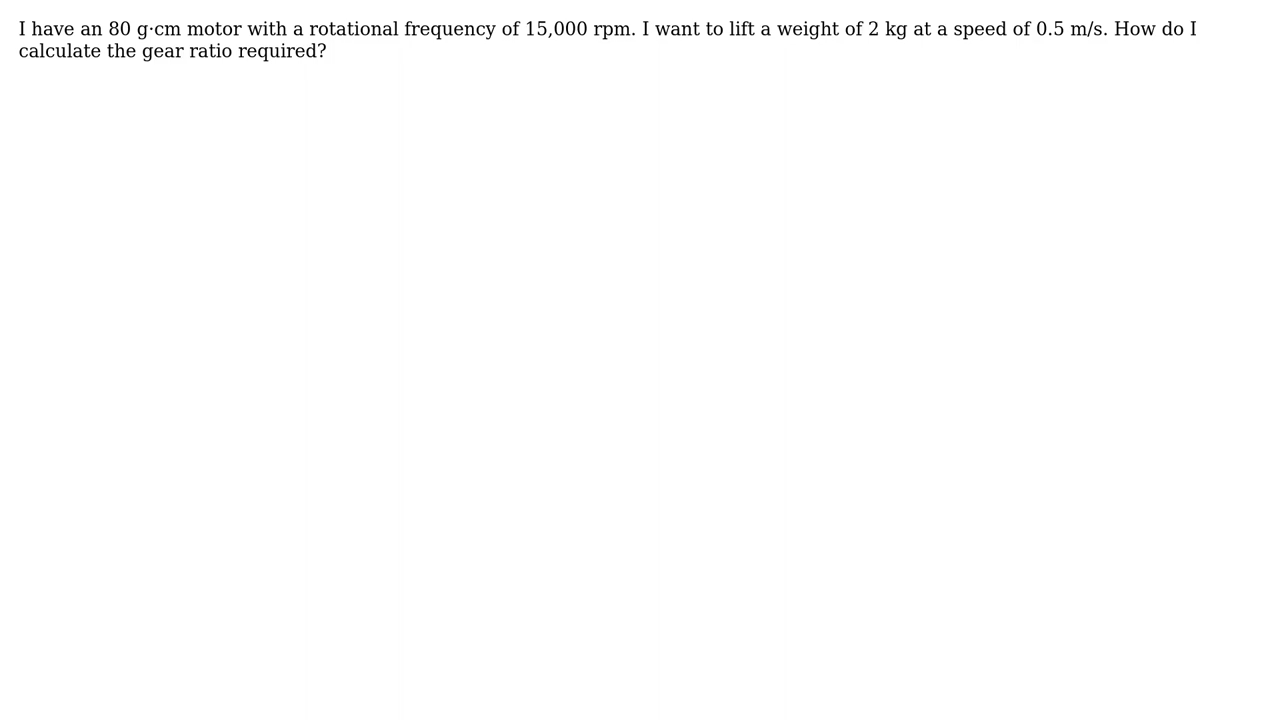 I have an 80 g·cm motor with a rotational frequency of 15,000 rpm. I want to lift a weight of 2 kg at a speed of 0.5 m/s. How do I
calculate the gear ratio required?